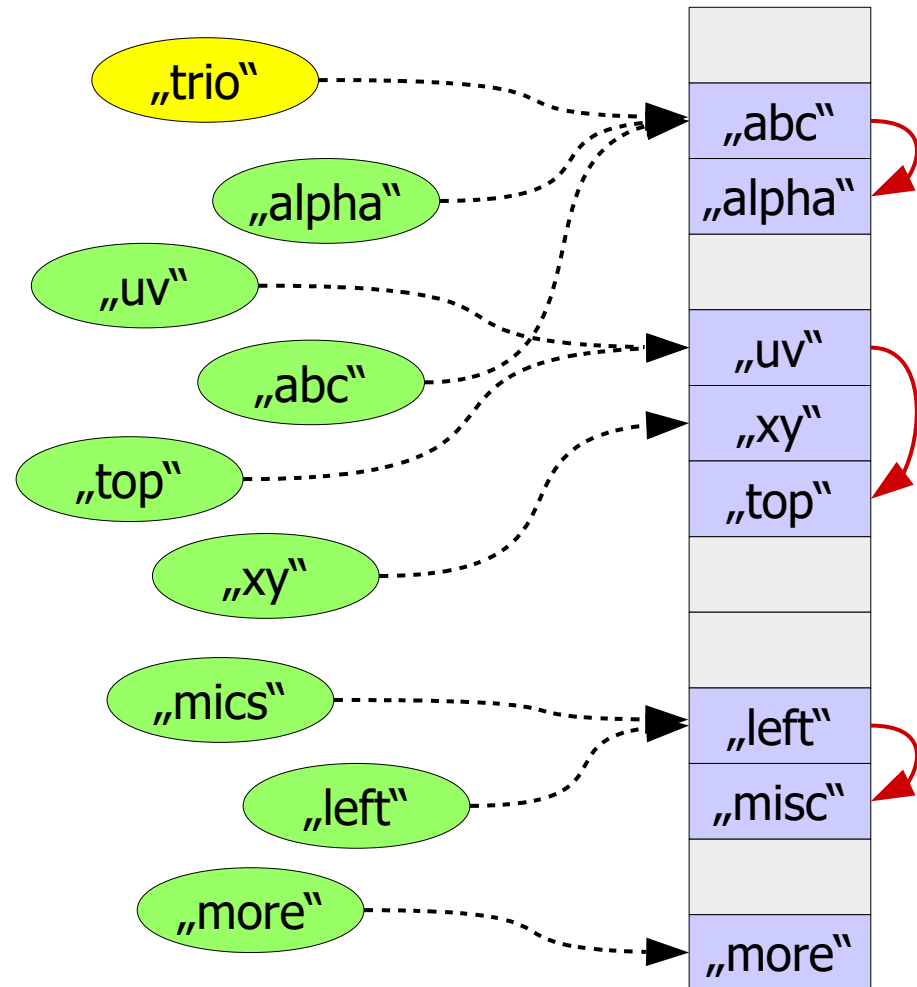 „trio“
„alpha“
„uv“
„abc“
„top“
„xy“
„mics“
„left“
„more“
„abc“
„alpha“
„uv“
„xy“
„top“
„left“
„misc“
„more“